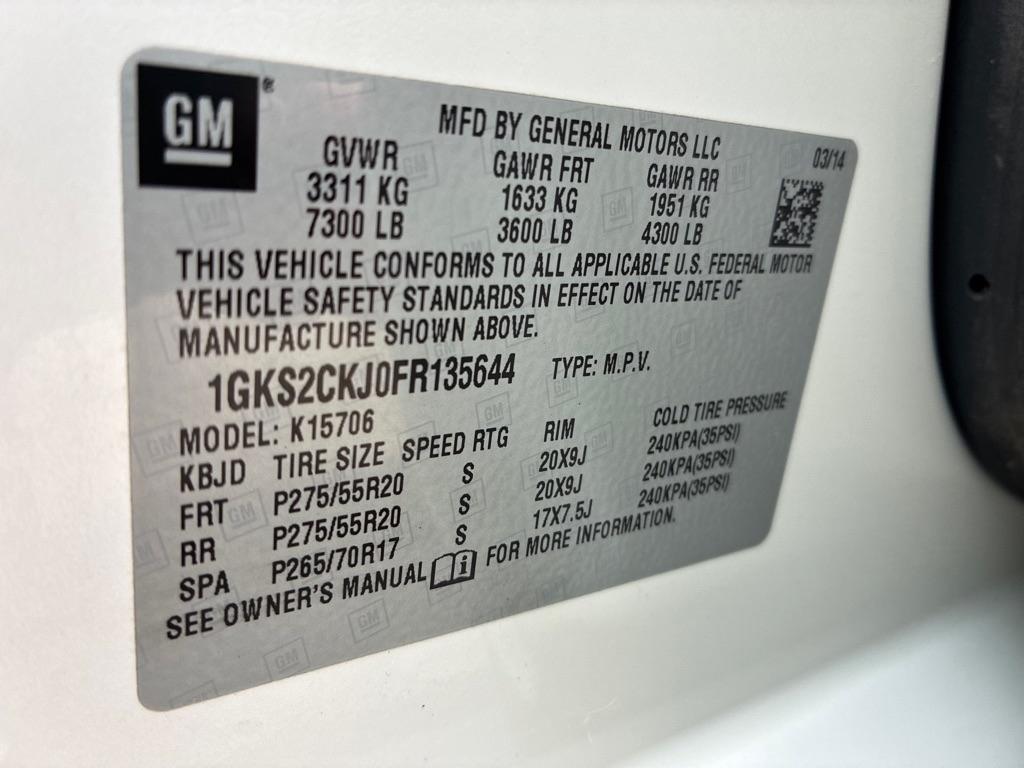 GM ®
MFD BY GENERAL MOTORS LLC
03/14
GVWR GAWR FRT GAWR RR
3311 KG 1633 KG 1951 KG
7300 LB 3600 LB 4300 LB
THIS VEHICLE CONFORMS TO ALL APPLICABLE U.S. FEDERAL MOTOR
VEHICLE SAFETY STANDARDS IN EFFECT ON THE DATE OF
MANUFACTURE SHOWN ABOVE.
1GKS2CKJ0FR135644 TYPE: M.P.V.
MODEL: K15706
KBJD TIRE SIZE SPEED RTG RIM COLD TIRE PRESSURE
FRT P275/55R20 S 20X9J 240KPA(35PSI)
RR P275/55R20 S 20X9J 240KPA(35PSI)
SPA P265/70R17 S 17X7.5J 240KPA(35PSI)
SEE OWNER'S MANUAL i FOR MORE INFORMATION.